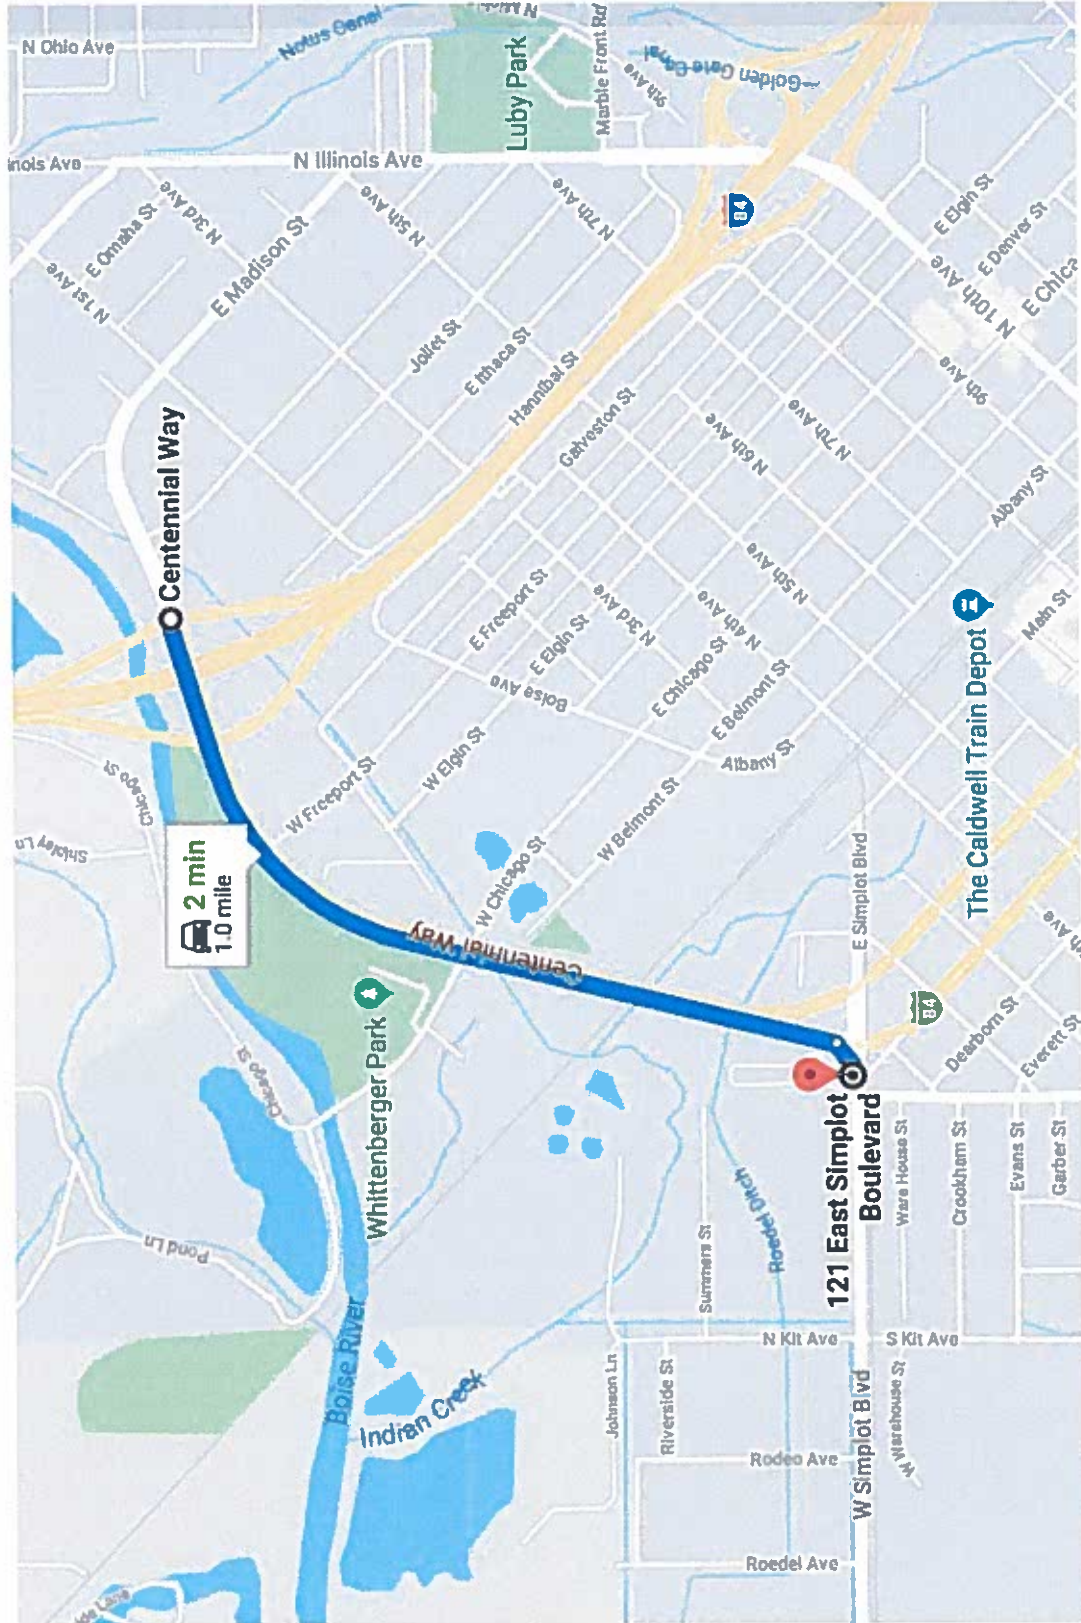 N Ohio Ave
Notus Canal
Luby Park
Marble Front Rd
9th Ave
Golden Gate Canal
N Illinois Ave
N 1st Ave
E Omaha St
N 3rd Ave
E Madison St
N 5th Ave
N 7th Ave
84
E Elgin St
E Denver St
N 10th Ave
E Chica
9th Ave
Joliet St
E Ithaca St
Hannibal St
Galveston St
N 6th Ave
N 7th Ave
Albany St
Centennial Way
E Freeport St
E Elgin St
Boise Ave
N 3rd Ave
N 4th Ave
N 5th Ave
E Chicago St
E Belmont St
Albany St
Main St
The Caldwell Train Depot
Chicago St
Shipley Ln
2 min
1.0 mile
W Freeport St
W Elgin St
W Chicago St
W Belmont St
Centennial Way
E Simplot Blvd
84
Dearborn St
Everett St
Whittenberger Park
Chicago St
Pond Ln
Boise River
Indian Creek
Roedel Ditch
Summers St
121 East Simplot
Boulevard
Ware House St
Crookham St
Evans St
Garber St
N Kit Ave
S Kit Ave
Johnson Ln
Riverside St
W Simplot Blvd
W Warehouse St
Rodeo Ave
Roedel Ave